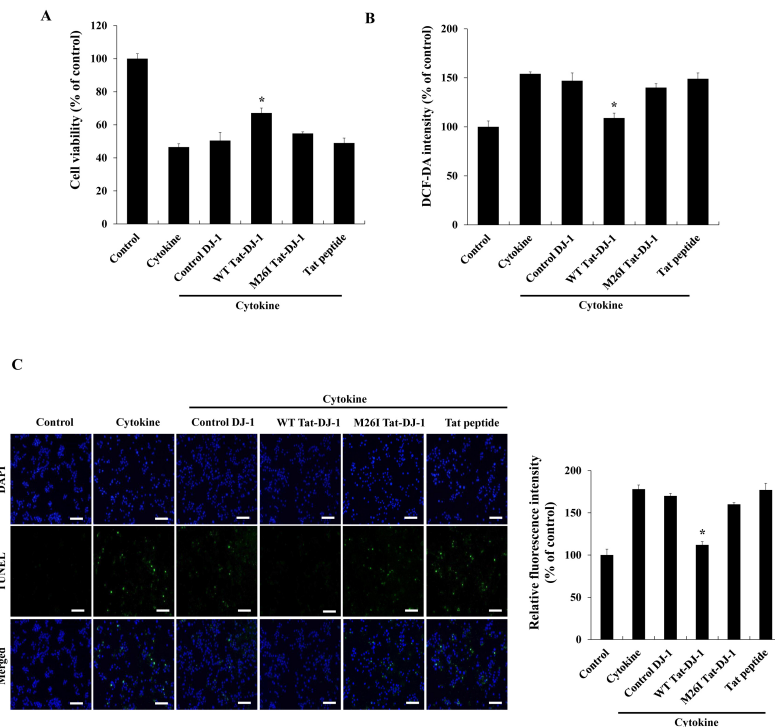 A
Cell viability (% of control)
120
100
80
60
40
20
0
*
Control
Cytokine
Control DJ-1
WT Tat-DJ-1
M26I Tat-DJ-1
Tat peptide
Cytokine
B
DCF-DA intensity (% of control)
200
150
100
50
0
*
Control
Cytokine
Control DJ-1
WT Tat-DJ-1
M26I Tat-DJ-1
Tat peptide
Cytokine
C
Cytokine
Control Cytokine Control DJ-1 WT Tat-DJ-1 M26I Tat-DJ-1 Tat peptide
DAPI
TUNEL
Merged
Relative fluorescence intensity
(% of control)
200
150
100
50
0
*
Control
Cytokine
Control DJ-1
WT Tat-DJ-1
M26I Tat-DJ-1
Tat peptide
Cytokine